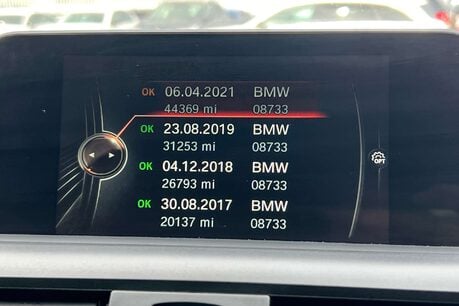 OK 06.04.2021 BMW
44369 mi 08733
OK 23.08.2019 BMW
31253 mi 08733
OK 04.12.2018 BMW
26793 mi 08733
OK 30.08.2017 BMW
20137 mi 08733
OPT